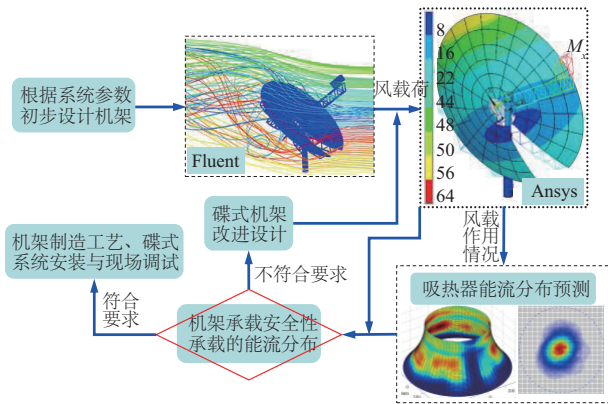 根据系统参数
初步设计机架
Fluent
风载荷
8
16
22
44
48
50
56
64
Mx
Ansys
碟式机架
改进设计
风载
作用
情况
机架制造工艺、碟式
系统安装与现场调试
不符合要求
符合
要求
机架承载安全性
承载的能流分布
吸热器能流分布预测